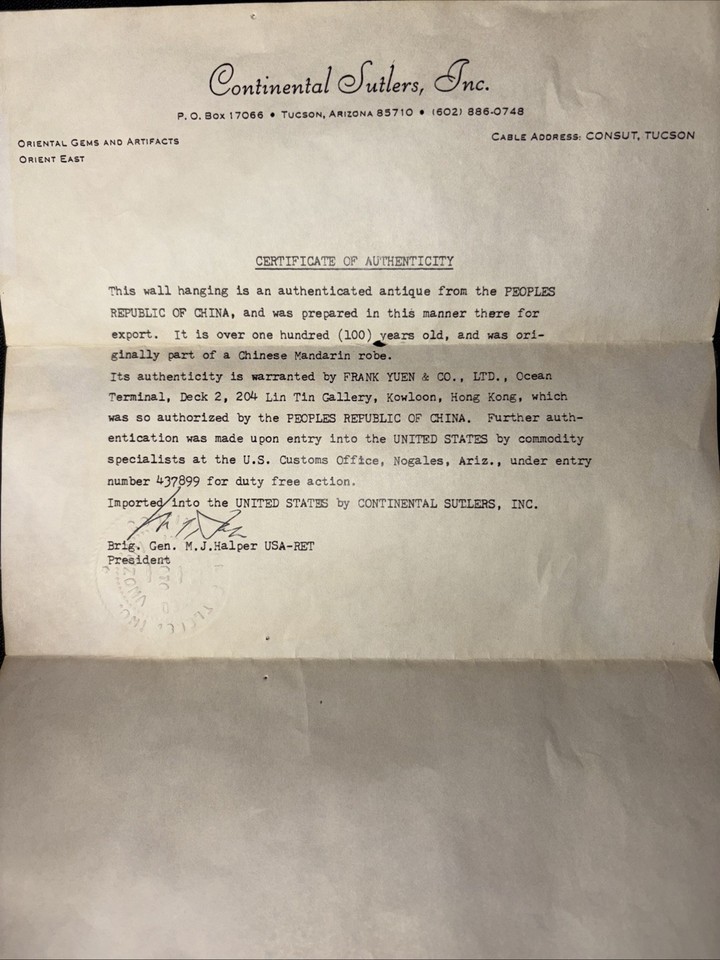 Continental Sutlers, Inc.
P. O. Box 17066 • Tucson, Arizona 85710 • (602) 886-0748
Oriental Gems and Artifacts
Cable Address: CONSUT, TUCSON
Orient East
CERTIFICATE OF AUTHENTICITY
This wall hanging is an authenticated antique from the PEOPLES
REPUBLIC OF CHINA, and was prepared in this manner there for
export. It is over one hundred (100) years old, and was ori-
ginally part of a Chinese Mandarin robe.
Its authenticity is warranted by FRANK YUEN & CO., LTD., Ocean
Terminal, Deck 2, 204 Lin Tin Gallery, Kowloon, Hong Kong, which
was so authorized by the PEOPLES REPUBLIC OF CHINA. Further auth-
entication was made upon entry into the UNITED STATES by commodity
specialists at the U.S. Customs Office, Nogales, Ariz., under entry
number 437899 for duty free action.
Imported into the UNITED STATES by CONTINENTAL SUTLERS, INC.
Brig. Gen. M.J.Halper USA-RET
President